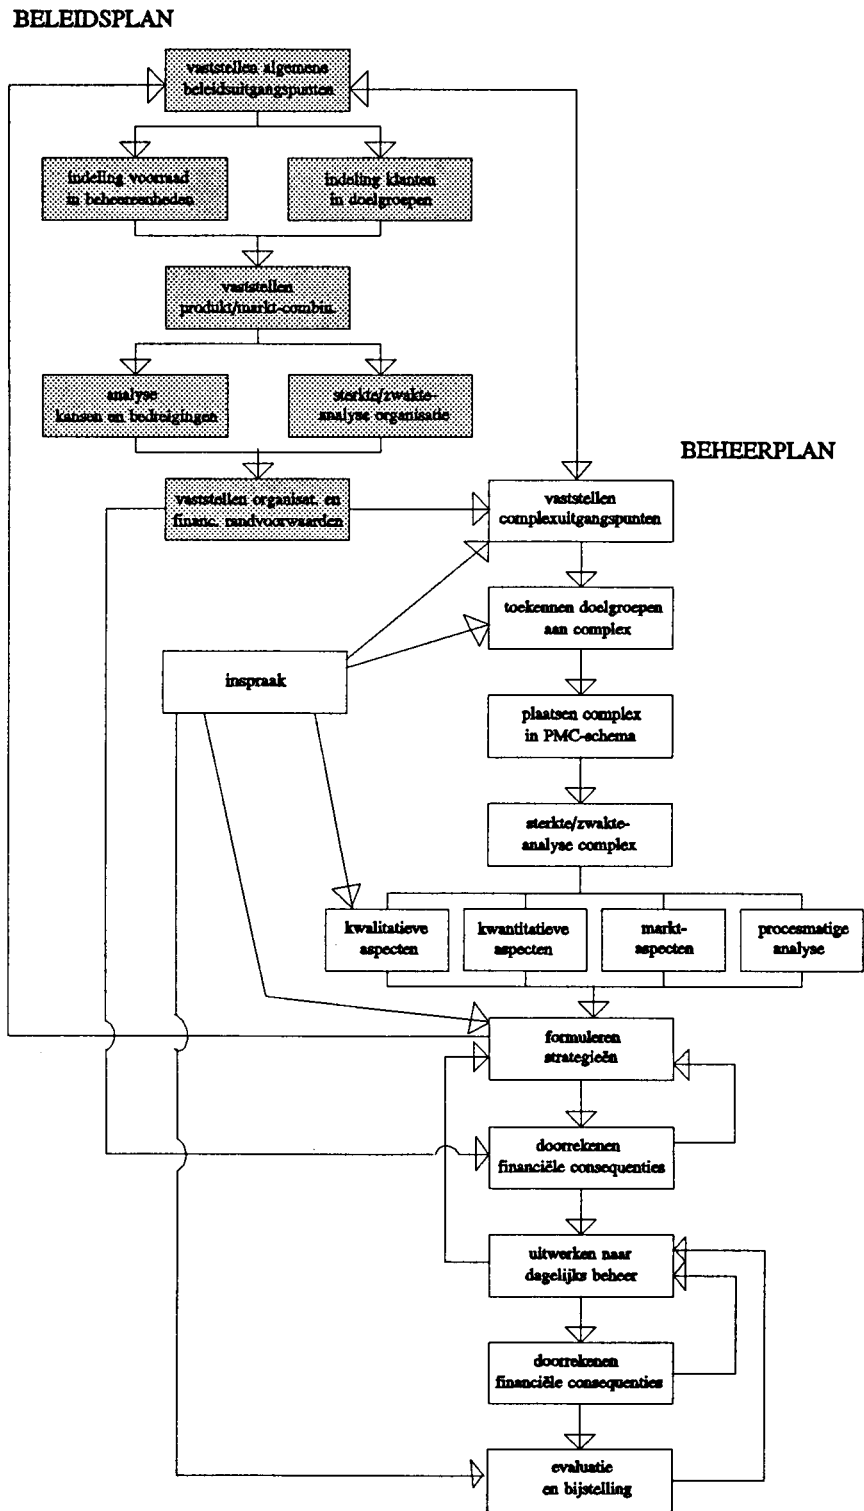 BELEIDSPLAN
vaststellen algemene
beleidsuitgangspunten
indeling voorraad
in beheereenheden
indeling klanten
in doelgroepen
vaststellen
produkt/markt-combin.
analyse
kansen en bedreigingen
sterkte/zwakte-
analyse organisatie
vaststellen organisat. en
financ. randvoorwaarden
BEHEERPLAN
vaststellen
complexuitgangspunten
toekennen doelgroepen
aan complex
inspraak
plaatsen complex
in PMC-schema
sterkte/zwakte-
analyse complex
kwalitatieve
aspecten
kwantitatieve
aspecten
markt-
aspecten
procesmatige
analyse
formuleren
strategieën
doorrekenen
financiële consequenties
uitwerken naar
dagelijks beheer
doorrekenen
financiële consequenties
evaluatie
en bijstelling